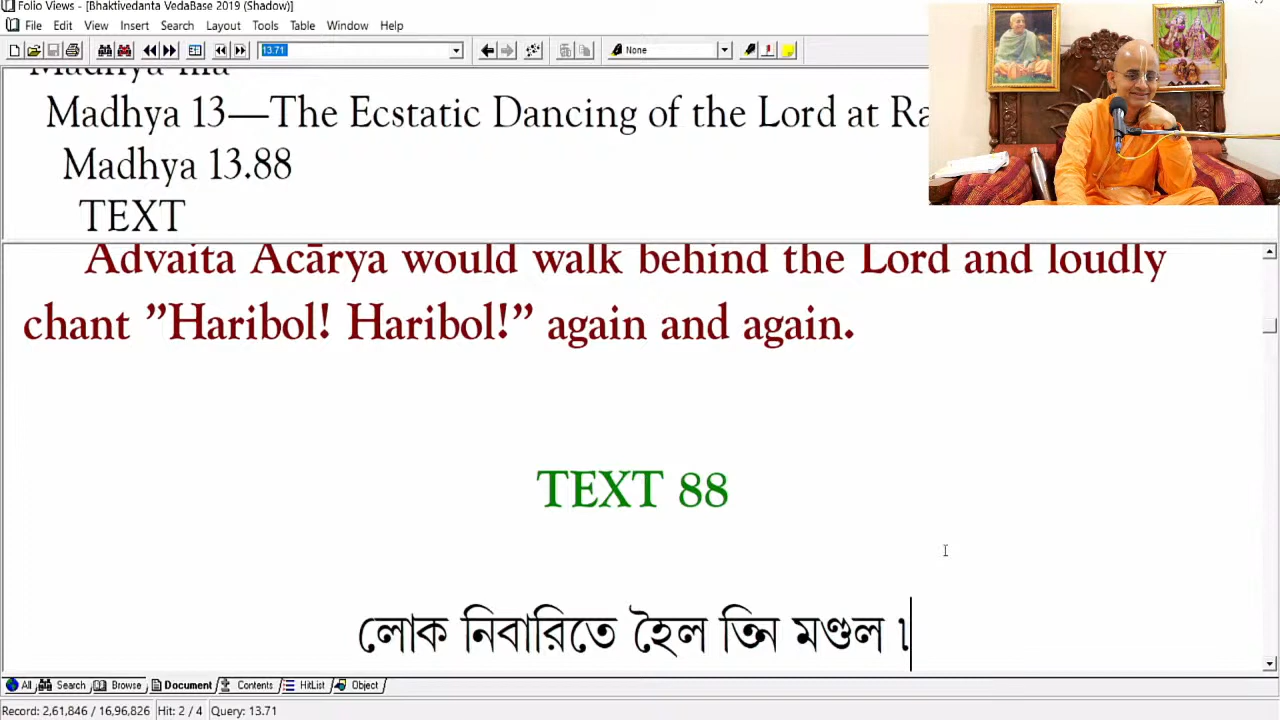 Folio Views - [Bhaktivedanta VedaBase 2019 (Shadow)]
File Edit View Insert Search Layout Tools Table Window Help
13.71 None
Madhya līlā
Madhya 13—The Ecstatic Dancing of the Lord at Ra
Madhya 13.88
TEXT
Advaita Ācārya would walk behind the Lord and loudly
chant "Haribol! Haribol!" again and again.
TEXT 88
লোক নিবারিতে হৈল তিন মণ্ডল ।
All Search Browse Document Contents HitList Object
Record: 2,61,846 / 16,96,826 Hit: 2 / 4 Query: 13.71